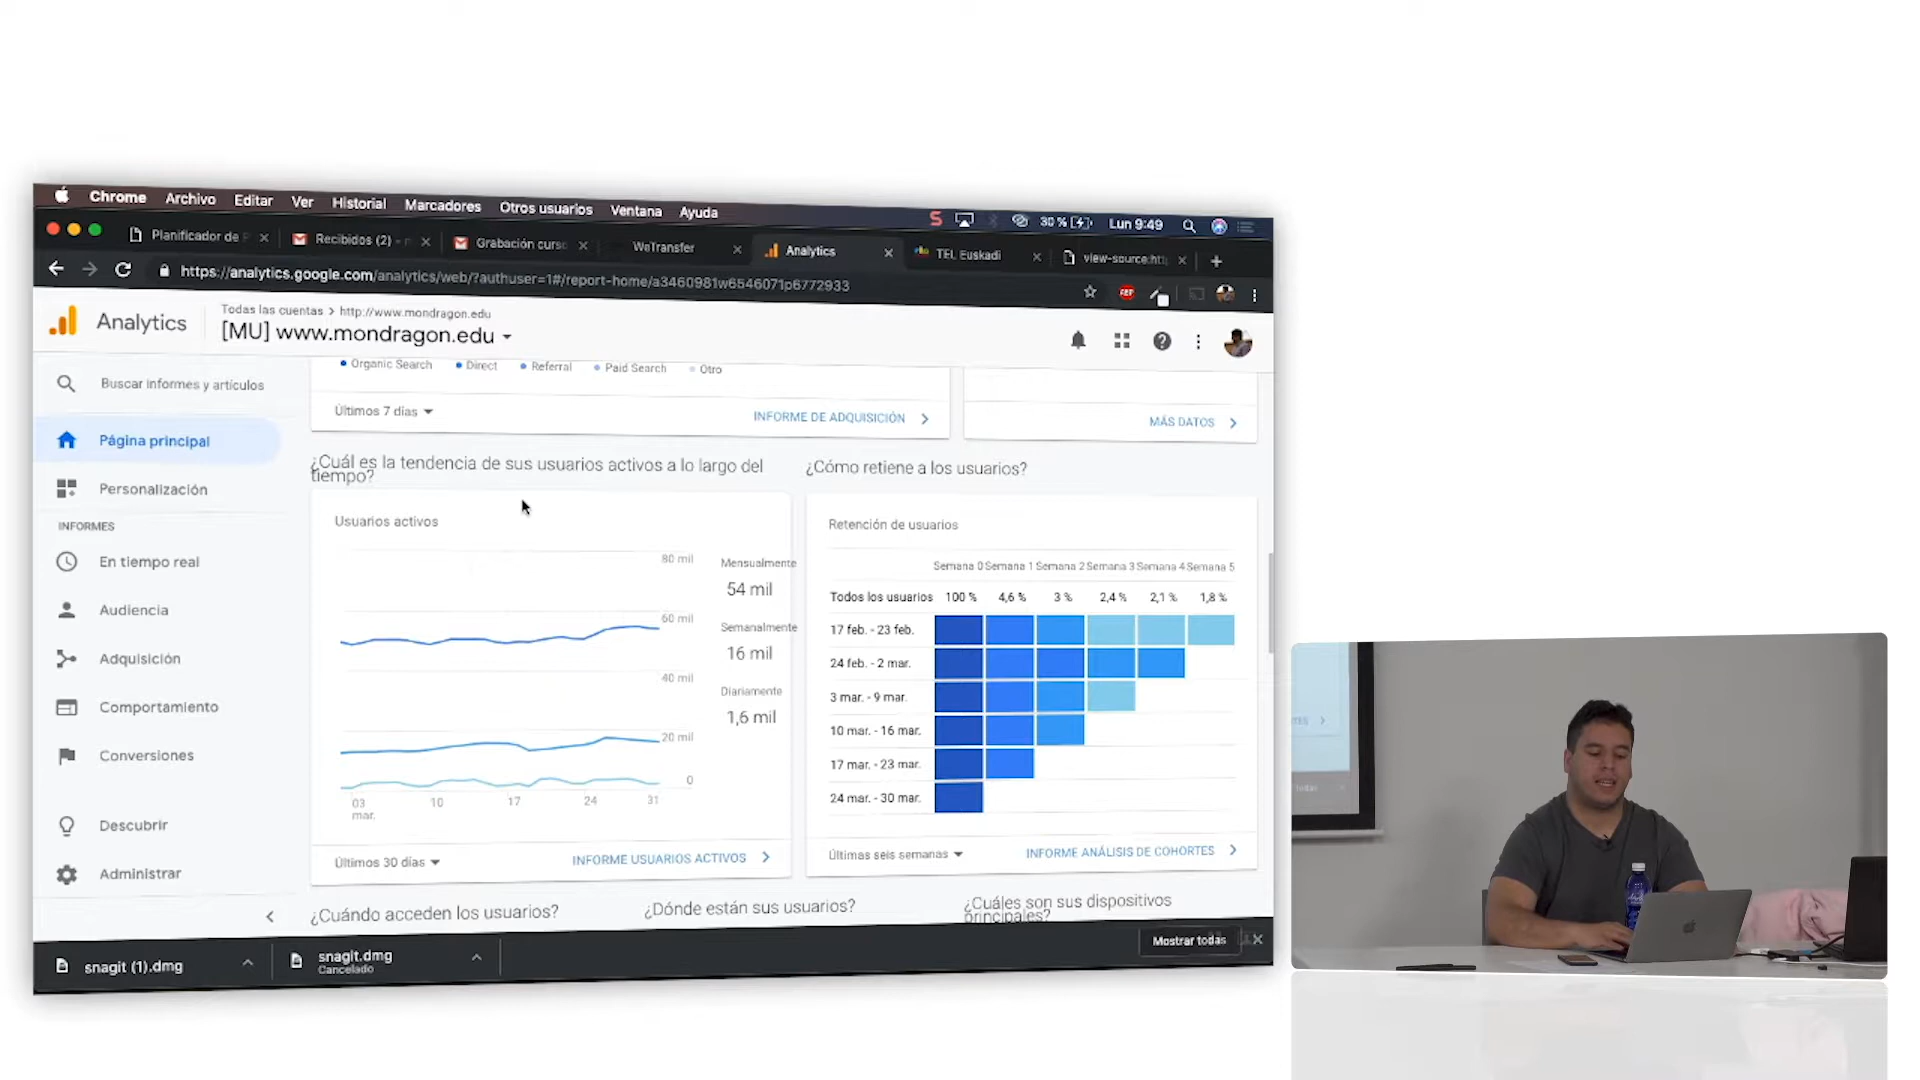 Chrome Archivo Editar Ver Historial Marcadores Otros usuarios Ventana Ayuda
30 % Lun 9:49
Planificador de
Recibidos (2) -
Grabación curso
WeTransfer
Analytics
TEL Euskadi
view-source:htt
https://analytics.google.com/analytics/web/?authuser=1#/report-home/a3460981w6546071p6772933
Analytics
Todas las cuentas > http://www.mondragon.edu
[MU] www.mondragon.edu
Buscar informes y artículos
Página principal
Personalización
INFORMES
En tiempo real
Audiencia
Adquisición
Comportamiento
Conversiones
Descubrir
Administrar
Organic Search Direct Referral Paid Search Otro
Últimos 7 días
INFORME DE ADQUISICIÓN
MÁS DATOS
¿Cuál es la tendencia de sus usuarios activos a lo largo del
tiempo?
Usuarios activos
80 mil
60 mil
40 mil
20 mil
0
03 10 17 24 31
mar.
Mensualmente
54 mil
Semanalmente
16 mil
Diariamente
1,6 mil
Últimos 30 días
INFORME USUARIOS ACTIVOS
¿Cómo retiene a los usuarios?
Retención de usuarios
Semana 0 Semana 1 Semana 2 Semana 3 Semana 4 Semana 5
Todos los usuarios 100 % 4,6 % 3 % 2,4 % 2,1 % 1,8 %
17 feb. - 23 feb.
24 feb. - 2 mar.
3 mar. - 9 mar.
10 mar. - 16 mar.
17 mar. - 23 mar.
24 mar. - 30 mar.
Últimas seis semanas
INFORME ANÁLISIS DE COHORTES
¿Cuándo acceden los usuarios?
¿Dónde están sus usuarios?
¿Cuáles son sus dispositivos
principales?
snagit (1).dmg
snagit.dmg
Cancelado
Mostrar todas